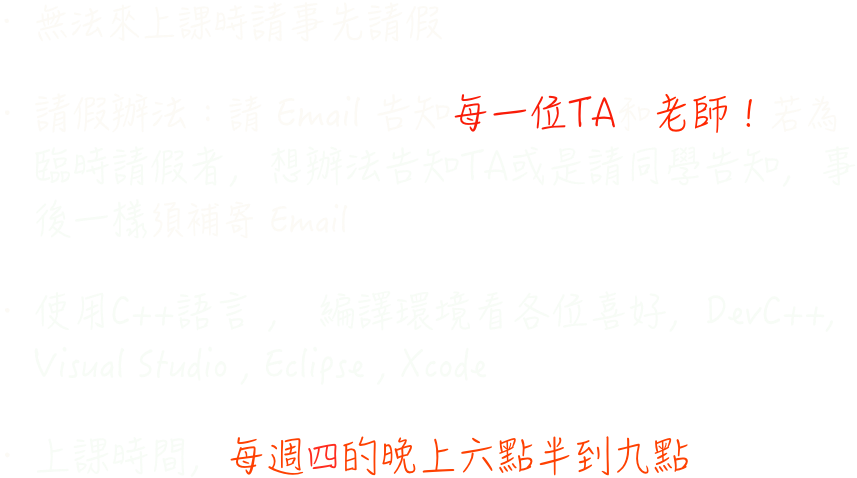 • 無法來上課時請事先請假
• 請假辦法，請 Email 告知每一位TA 和 老師！若為
臨時請假者, 想辦法告知TA或是請同學告知, 事
後一樣須補寄 Email
• 使用C++語言， 編譯環境看各位喜好, DevC++,
Visual Studio , Eclipse , Xcode
• 上課時間, 每週四的晚上六點半到九點